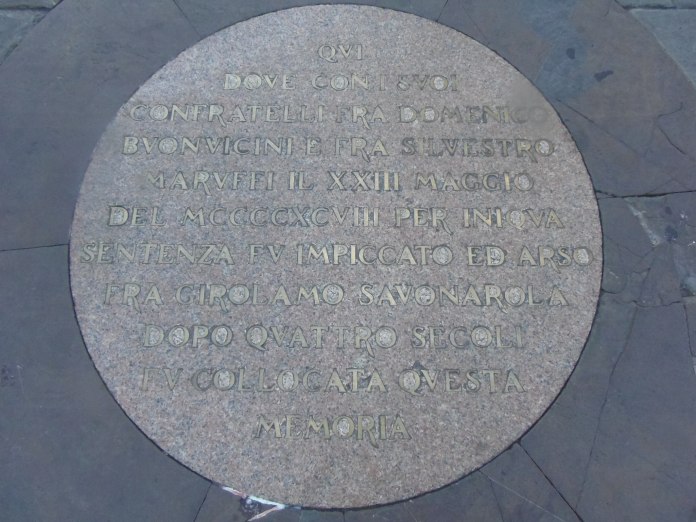 QVI
DOVE CON I SVOI
CONFRATELLI FRA DOMENICO
BVONVICINI E FRA SILVESTRO
MARVFFI IL XXIII MAGGIO
DEL MCCCCXCVIII PER INIQVA
SENTENZA FV IMPICCATO ED ARSO
FRA GIROLAMO SAVONAROLA
DOPO QVATTRO SECOLI
FV COLLOCATA QVESTA
MEMORIA